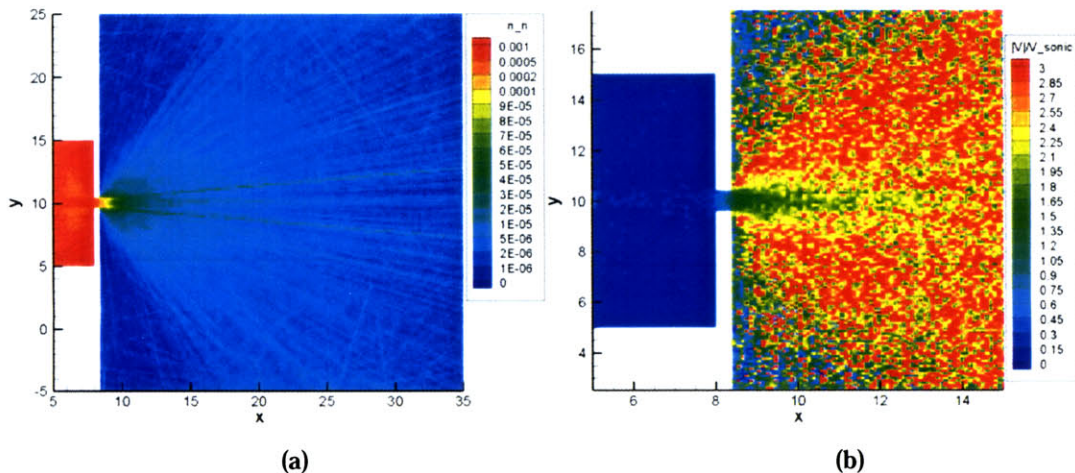 n_n
0.001
0.0005
0.0002
0.0001
9E-05
8E-05
7E-05
6E-05
5E-05
4E-05
3E-05
2E-05
1E-05
5E-06
2E-06
1E-06
0
25
20
15
10
5
0
-5
y
5
10
15
20
25
30
35
x
(a)
|V|/V_sonic
3
2.85
2.7
2.55
2.4
2.25
2.1
1.95
1.8
1.65
1.5
1.35
1.2
1.05
0.9
0.75
0.6
0.45
0.3
0.15
0
16
14
12
10
8
6
4
y
6
8
10
12
14
x
(b)